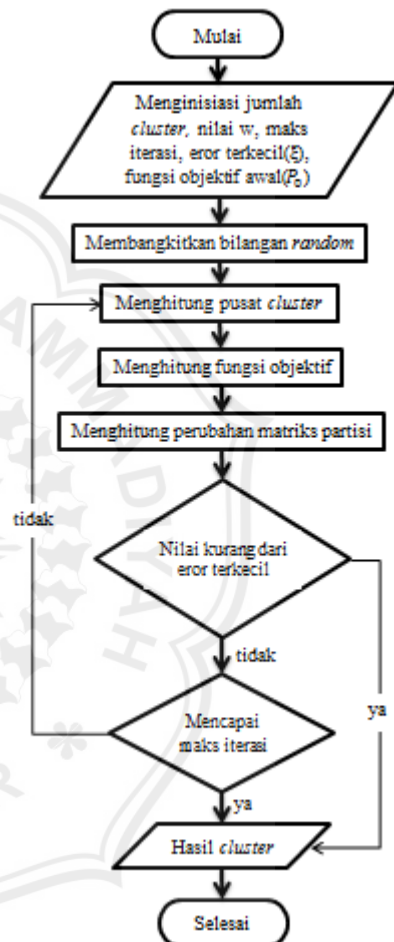 Mulai
Menginisiasi jumlah
cluster, nilai w, maks
iterasi, eror terkecil(ξ),
fungsi objektif awal(P₀)
Membangkitkan bilangan random
Menghitung pusat cluster
Menghitung fungsi objektif
Menghitung perubahan matriks partisi
tidak
Nilai kurang dari
eror terkecil
tidak
ya
Mencapai
maks iterasi
ya
Hasil cluster
Selesai